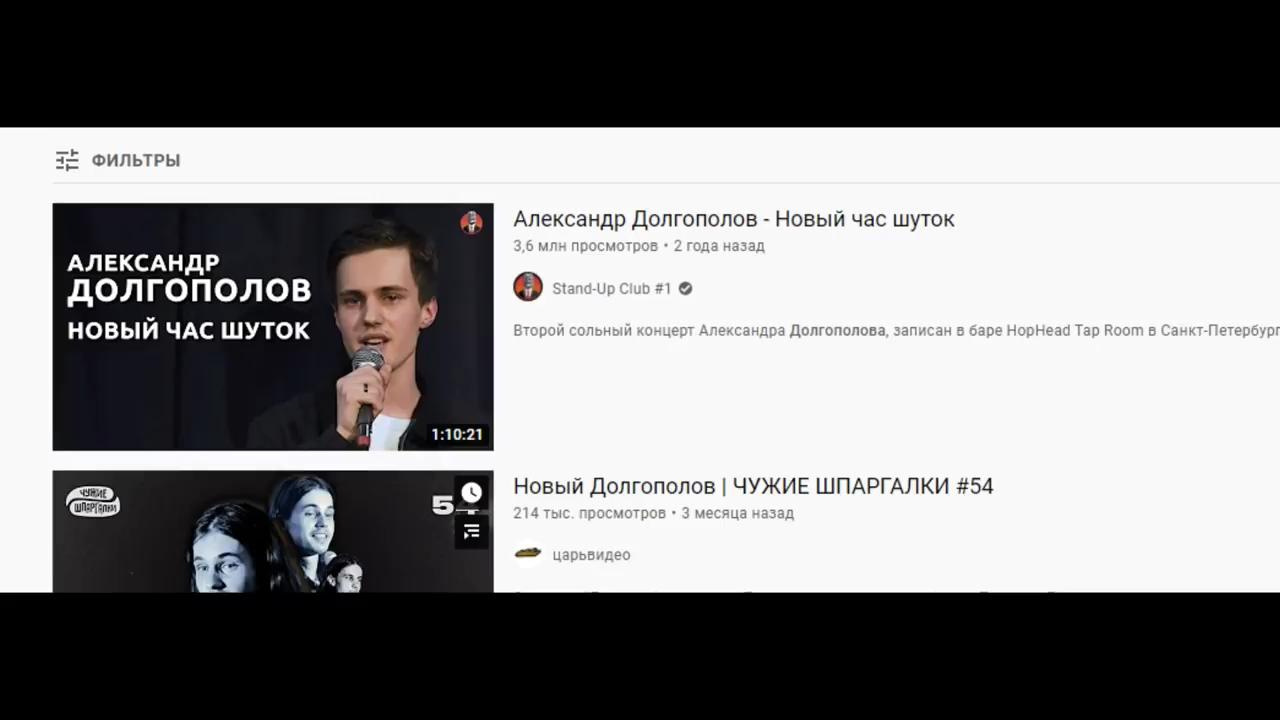 ФИЛЬТРЫ
АЛЕКСАНДР
ДОЛГОПОЛОВ
НОВЫЙ ЧАС ШУТОК
1:10:21
Александр Долгополов - Новый час шуток
3,6 млн просмотров • 2 года назад
Stand-Up Club #1
Второй сольный концерт Александра Долгополова, записан в баре HopHead Tap Room в Санкт-Петербург
ЧУЖИЕ
ШПАРГАЛКИ
Новый Долгополов | ЧУЖИЕ ШПАРГАЛКИ #54
214 тыс. просмотров • 3 месяца назад
царьвидео